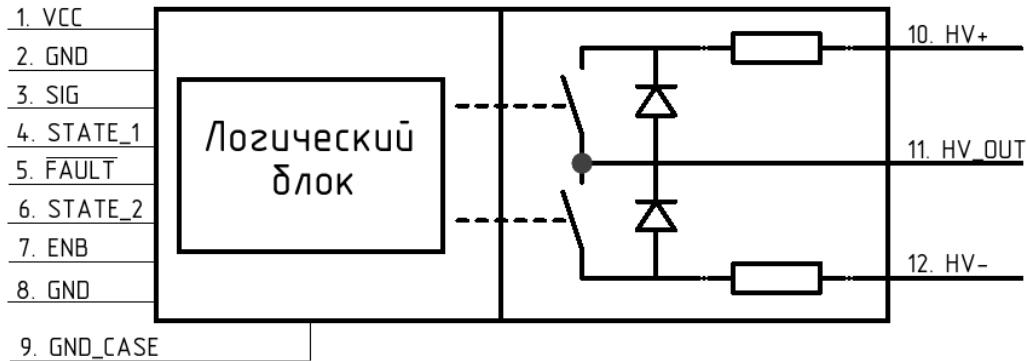 1. VCC
2. GND
3. SIG
4. STATE_1
5. FAULT
6. STATE_2
7. ENB
8. GND
9. GND_CASE
Логический
блок
10. HV+
11. HV_OUT
12. HV-